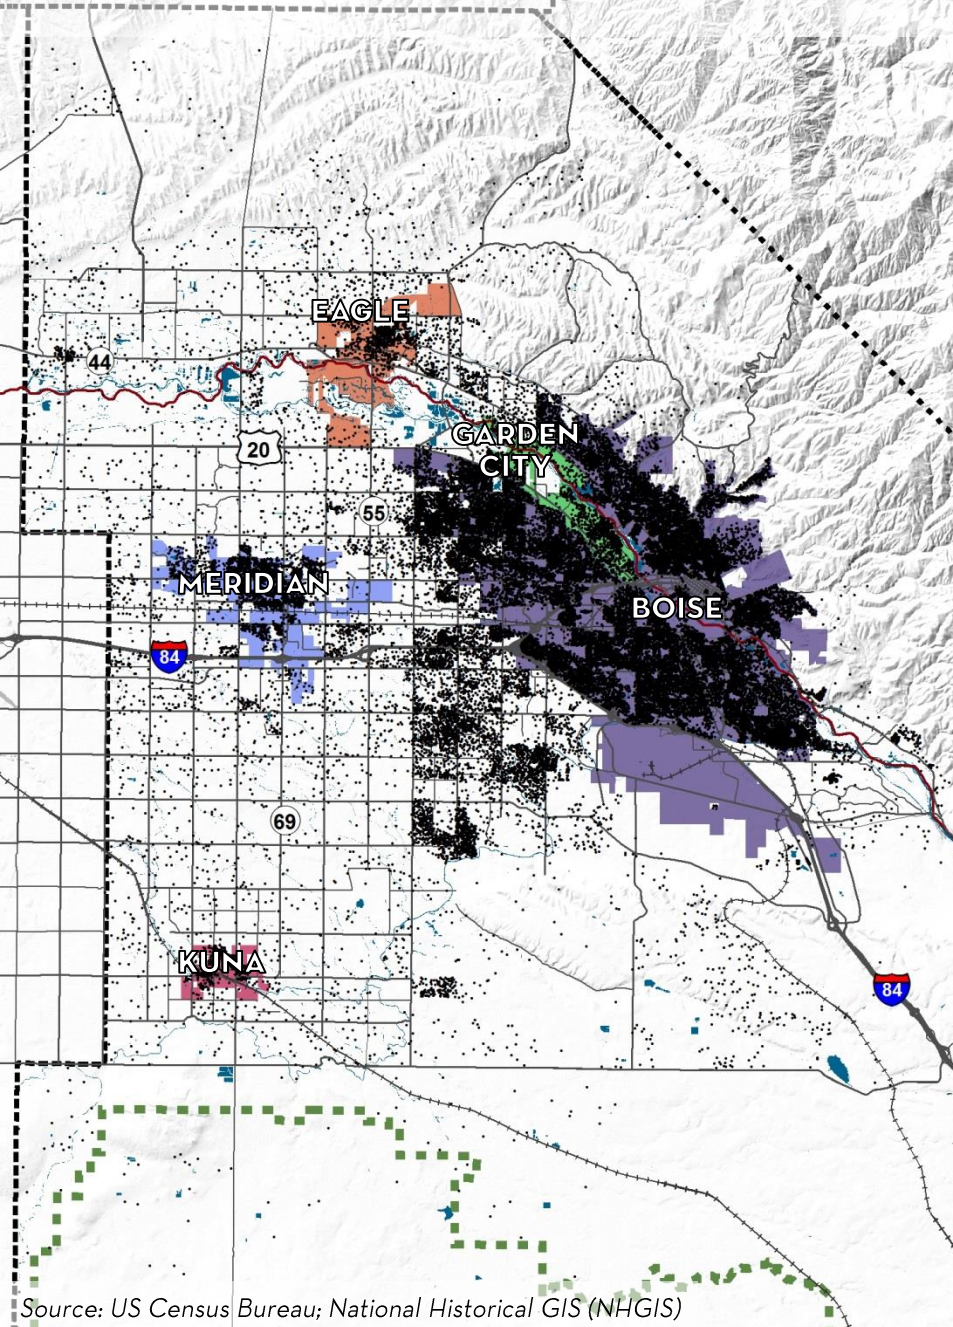 EAGLE
44
GARDEN
CITY
20
55
MERIDIAN
BOISE
84
69
KUNA
84
Source: US Census Bureau; National Historical GIS (NHGIS)